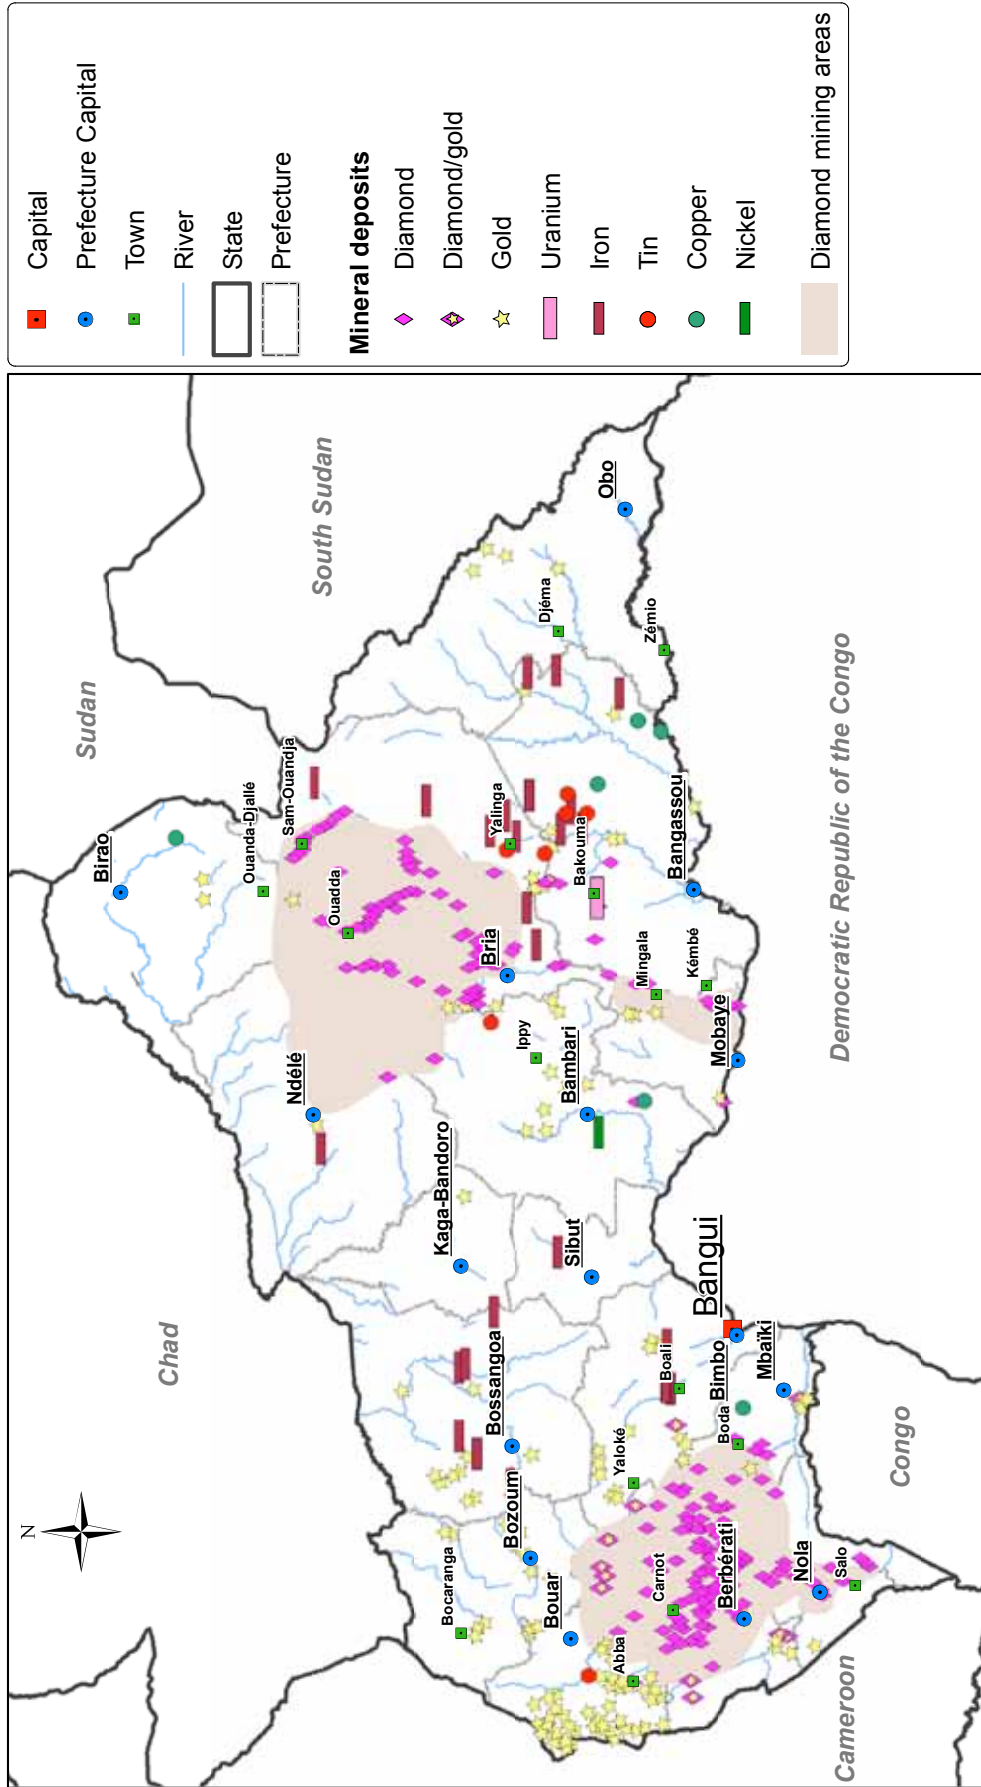 N
Chad
Sudan
South Sudan
Cameroon
Congo
Democratic Republic of the Congo
Birao
Ouanda-Djallé
Sam-Ouandja
Ndélé
Ouadda
Bocaranga
Kaga-Bandoro
Bossangoa
Bozoum
Bouar
Bria
Yalinga
Ippy
Bambari
Bakouma
Djéma
Obo
Zémio
Sibut
Mingala
Kémbé
Bangassou
Mobaye
Abba
Yaloké
Boali
Bangui
Bimbo
Carnot
Boda
Berbérati
Mbaïki
Nola
Salo
Capital
Prefecture Capital
Town
River
State
Prefecture
Mineral deposits
Diamond
Diamond/gold
Gold
Uranium
Iron
Tin
Copper
Nickel
Diamond mining areas